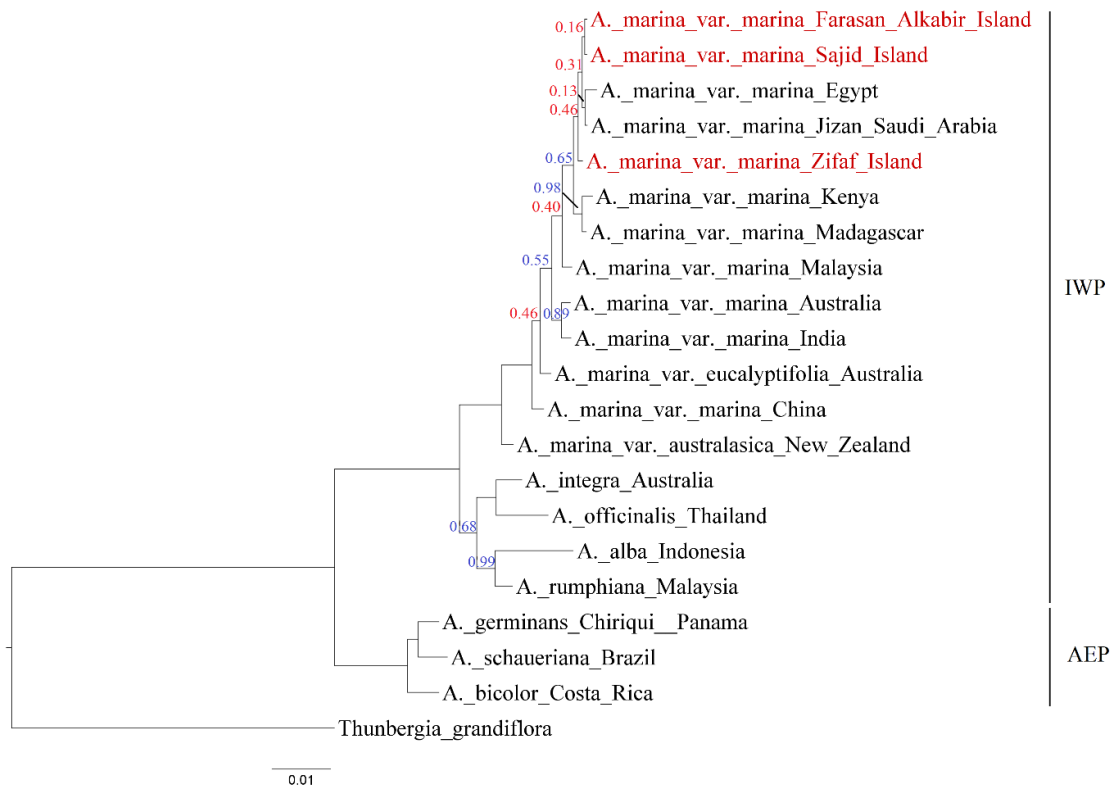 A._marina_var._marina_Farasan_Alkabir_Island
0.16
A._marina_var._marina_Sajid_Island
0.31
A._marina_var._marina_Egypt
0.13
0.46
A._marina_var._marina_Jizan_Saudi_Arabia
0.65
A._marina_var._marina_Zifaf_Island
0.98
A._marina_var._marina_Kenya
0.40
A._marina_var._marina_Madagascar
0.55
A._marina_var._marina_Malaysia
IWP
A._marina_var._marina_Australia
0.46
0.89
A._marina_var._marina_India
A._marina_var._eucalyptifolia_Australia
A._marina_var._marina_China
A._marina_var._australasica_New_Zealand
A._integra_Australia
A._officinalis_Thailand
0.68
A._alba_Indonesia
0.99
A._rumphiana_Malaysia
A._germinans_Chiriqui__Panama
A._schaueriana_Brazil
AEP
A._bicolor_Costa_Rica
Thunbergia_grandiflora
0.01